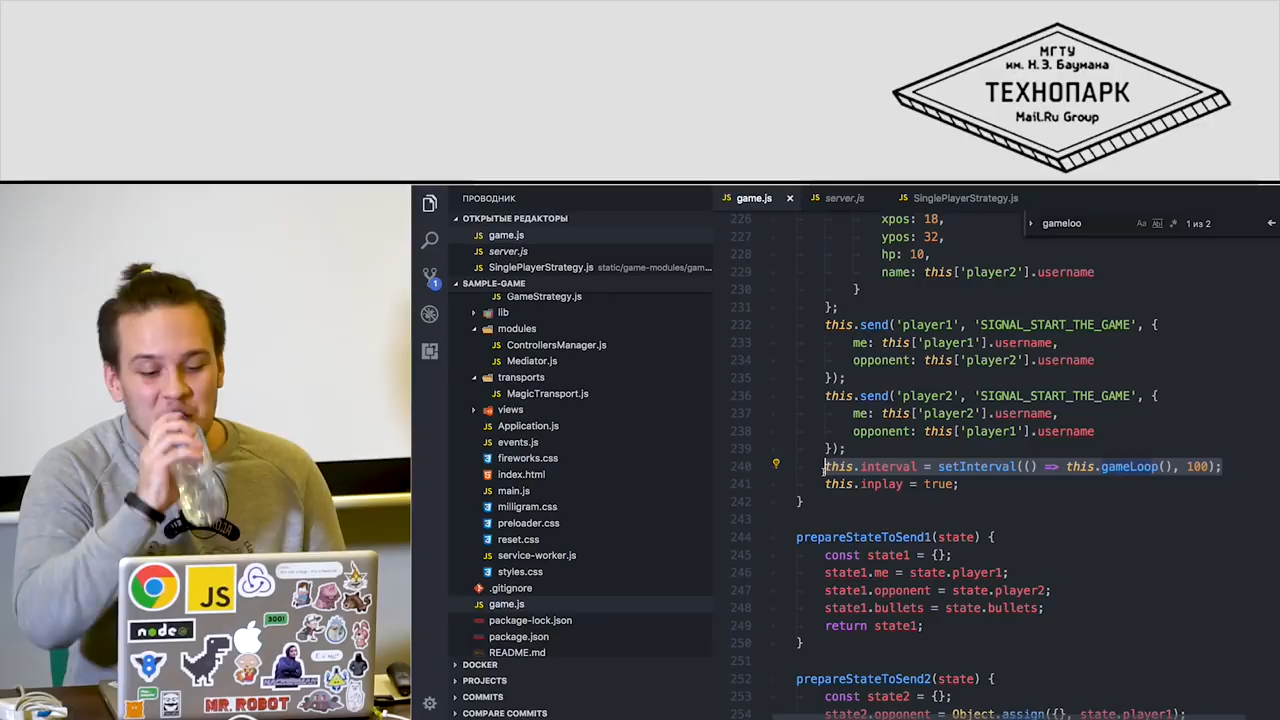 МГТУ
им. Н.Э. Баумана
ТЕХНОПАРК
Mail.Ru Group
ПРОВОДНИК
ОТКРЫТЫЕ РЕДАКТОРЫ
game.js
server.js
SinglePlayerStrategy.js static/game-modules/gam...
SAMPLE-GAME
GameStrategy.js
lib
modules
ControllersManager.js
Mediator.js
transports
MagicTransport.js
views
Application.js
events.js
fireworks.css
index.html
main.js
miligram.css
preloader.css
reset.css
service-worker.js
styles.css
.gitignore
game.js
package-lock.json
package.json
README.md
DOCKER
PROJECTS
COMMITS
COMPARE COMMITS
1
game.js × server.js SinglePlayerStrategy.js
gameloo Aa Abl .* 1 из 2
226 xpos: 18,
227 ypos: 32,
228 hp: 10,
229 name: this['player2'].username
230 }
231 };
232 this.send('player1', 'SIGNAL_START_THE_GAME', {
233 me: this['player1'].username,
234 opponent: this['player2'].username
235 });
236 this.send('player2', 'SIGNAL_START_THE_GAME', {
237 me: this['player2'].username,
238 opponent: this['player1'].username
239 });
240 this.interval = setInterval(() => this.gameLoop(), 100);
241 this.inplay = true;
242 }
243
244 prepareStateToSend1(state) {
245 const state1 = {};
246 state1.me = state.player1;
247 state1.opponent = state.player2;
248 state1.bullets = state.bullets;
249 return state1;
250 }
251
252 prepareStateToSend2(state) {
253 const state2 = {};
254 state2.opponent = Object.assign({}, state.player1);
JS
node
300!
E=MC²
MR. ROBOT